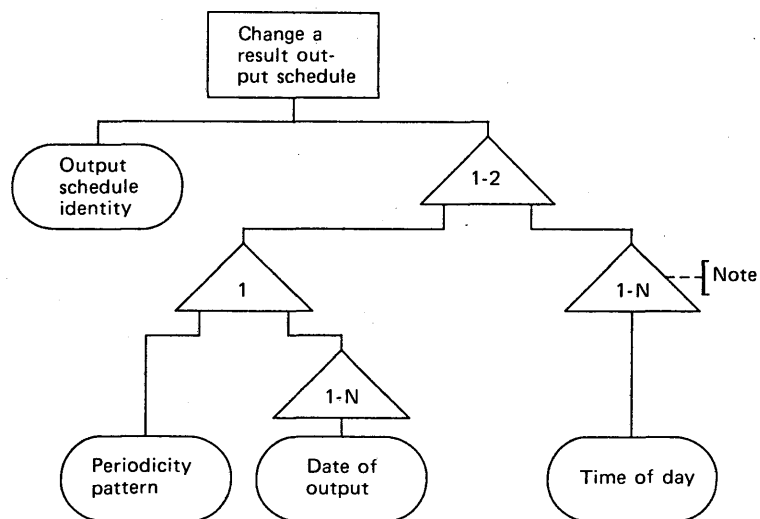 Change a
result out-
put schedule
Output
schedule
identity
1-2
1
1-N
Note
1-N
Periodicity
pattern
Date of
output
Time of day